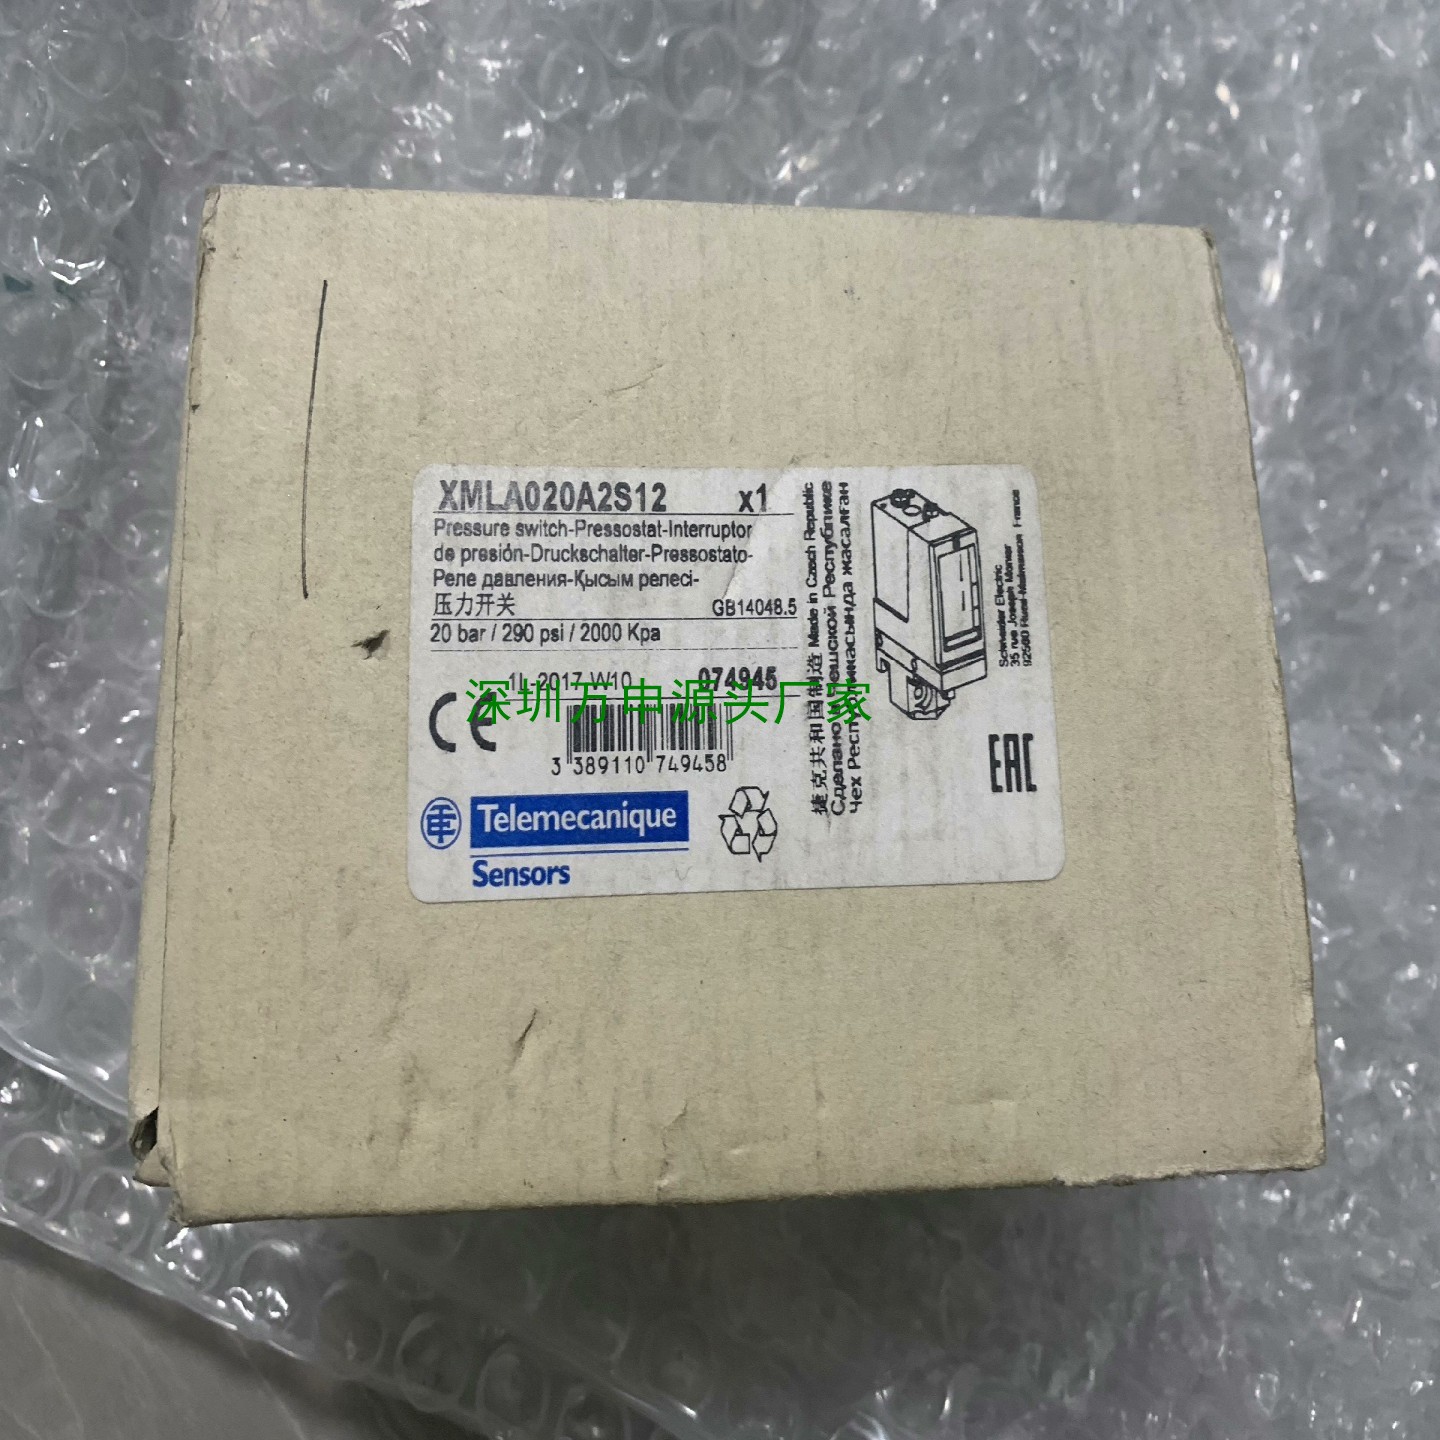 XMLA020A2S12 x1
Pressure switch-Pressostat-Interruptor
de presión-Druckschalter-Pressostato-
Реле давления-Қысым релесі-
压力开关 GB14048.5
20 bar / 290 psi / 2000 Kpa
1L-2017-W10 074945
深圳万申源头厂家
CE
3 389110 749458
Telemecanique
Sensors
捷克共和国制造 Made in Czech Republic
Сделано в Чешской Республике
Чех Республикасында жасалған
Schneider Electric
35 rue Joseph Monier
92500 Rueil-Malmaison France
EAC